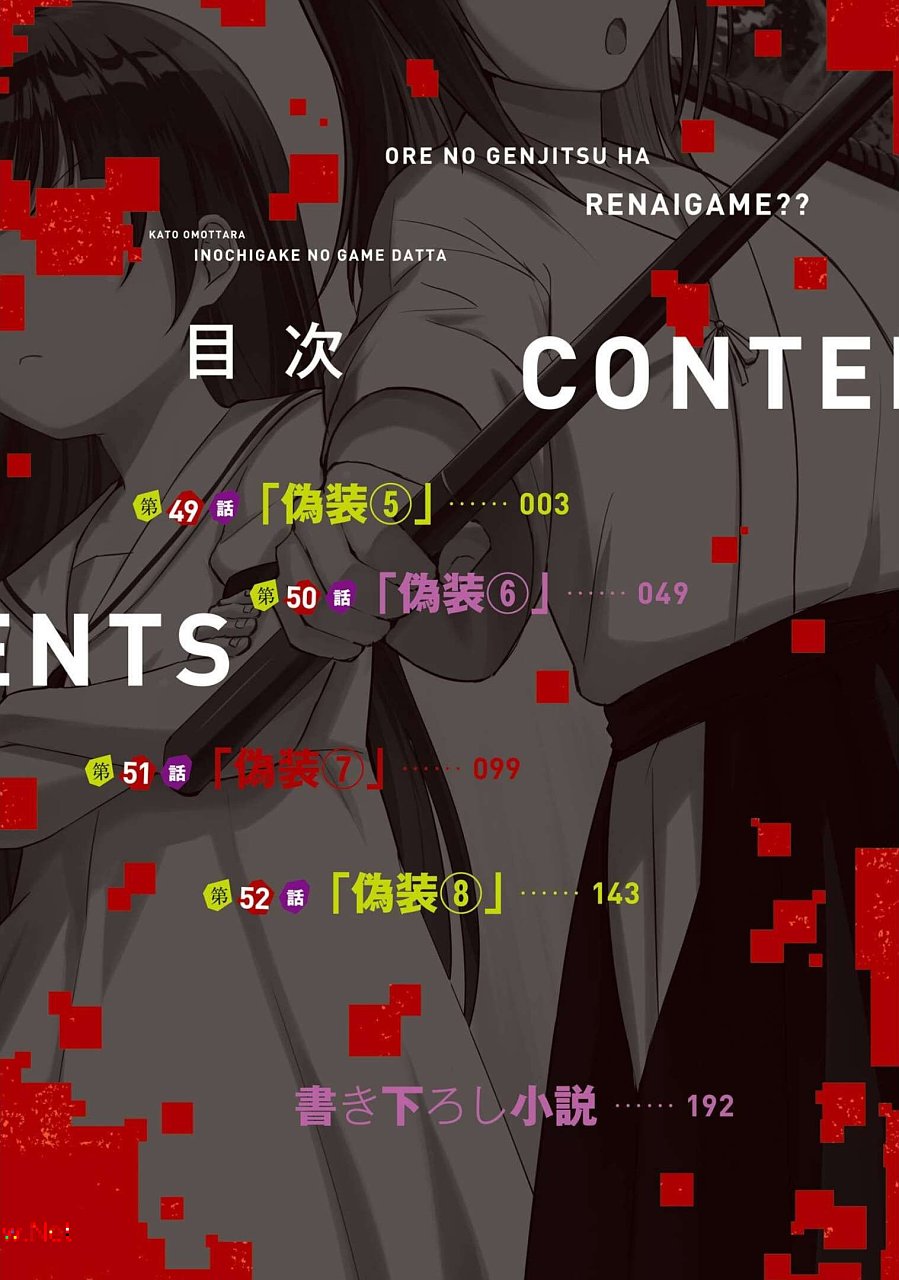 ORE NO GENJITSU HA
RENAIGAME??
KATO OMOTTARA
INOCHIGAKE NO GAME DATTA
目次
CONTE
第49話「偽装⑤」…… 003
第50話「偽装⑥」…… 049
ENTS
第51話「偽装⑦」…… 099
第52話「偽装⑧」…… 143
書き下ろし小説 …… 192